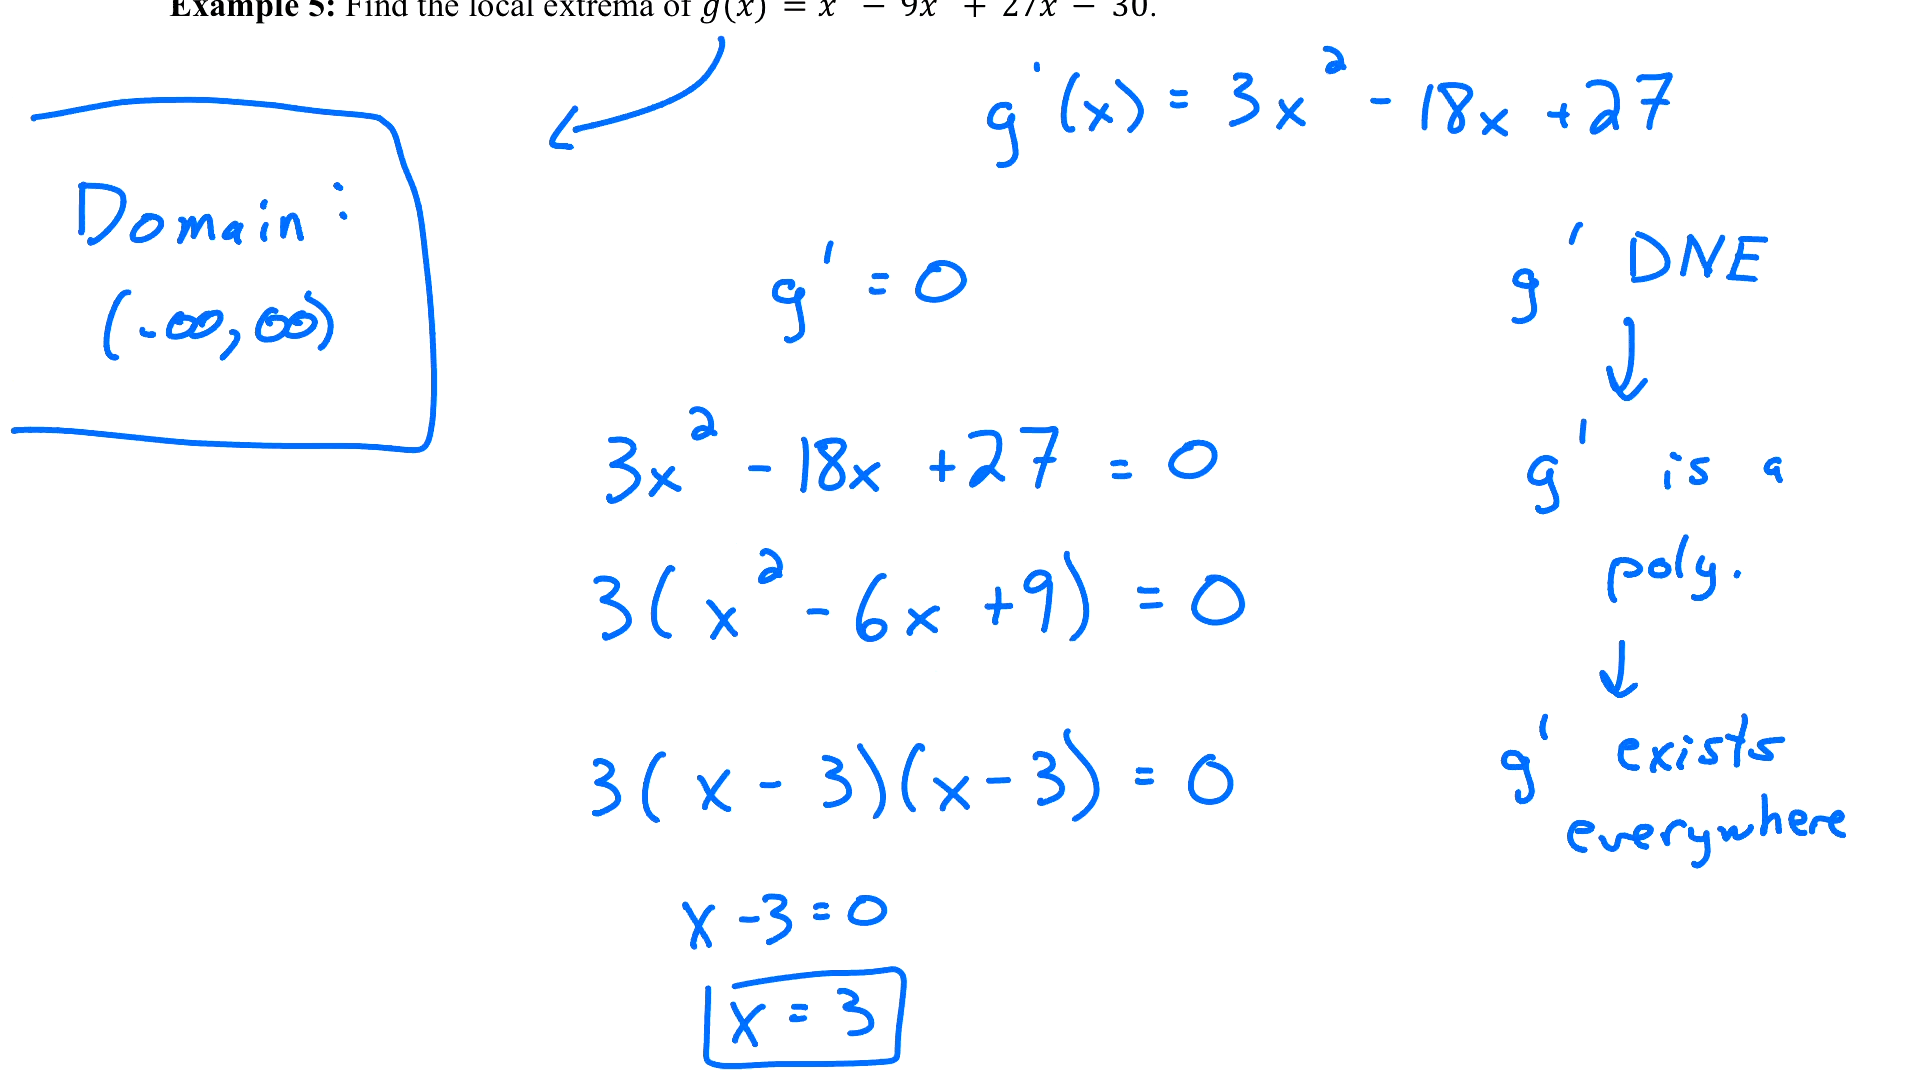 Example 5: Find the local extrema of g(x) = x − 9x + 27x − 30.
g'(x) = 3x² - 18x + 27
Domain:
(-∞, ∞)
g' = 0
3x² - 18x + 27 = 0
3(x² - 6x + 9) = 0
3(x - 3)(x - 3) = 0
x - 3 = 0
x = 3
g' DNE
↓
g' is a
poly.
↓
g' exists
everywhere